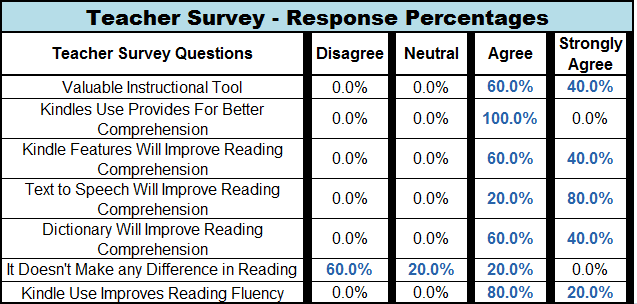 Teacher Survey - Response Percentages
Teacher Survey Questions Disagree Neutral Agree Strongly Agree
Valuable Instructional Tool 0.0% 0.0% 60.0% 40.0%
Kindles Use Provides For Better
Comprehension 0.0% 0.0% 100.0% 0.0%
Kindle Features Will Improve Reading
Comprehension 0.0% 0.0% 60.0% 40.0%
Text to Speech Will Improve Reading
Comprehension 0.0% 0.0% 20.0% 80.0%
Dictionary Will Improve Reading
Comprehension 0.0% 0.0% 60.0% 40.0%
It Doesn't Make any Difference in Reading 60.0% 20.0% 20.0% 0.0%
Kindle Use Improves Reading Fluency 0.0% 0.0% 80.0% 20.0%